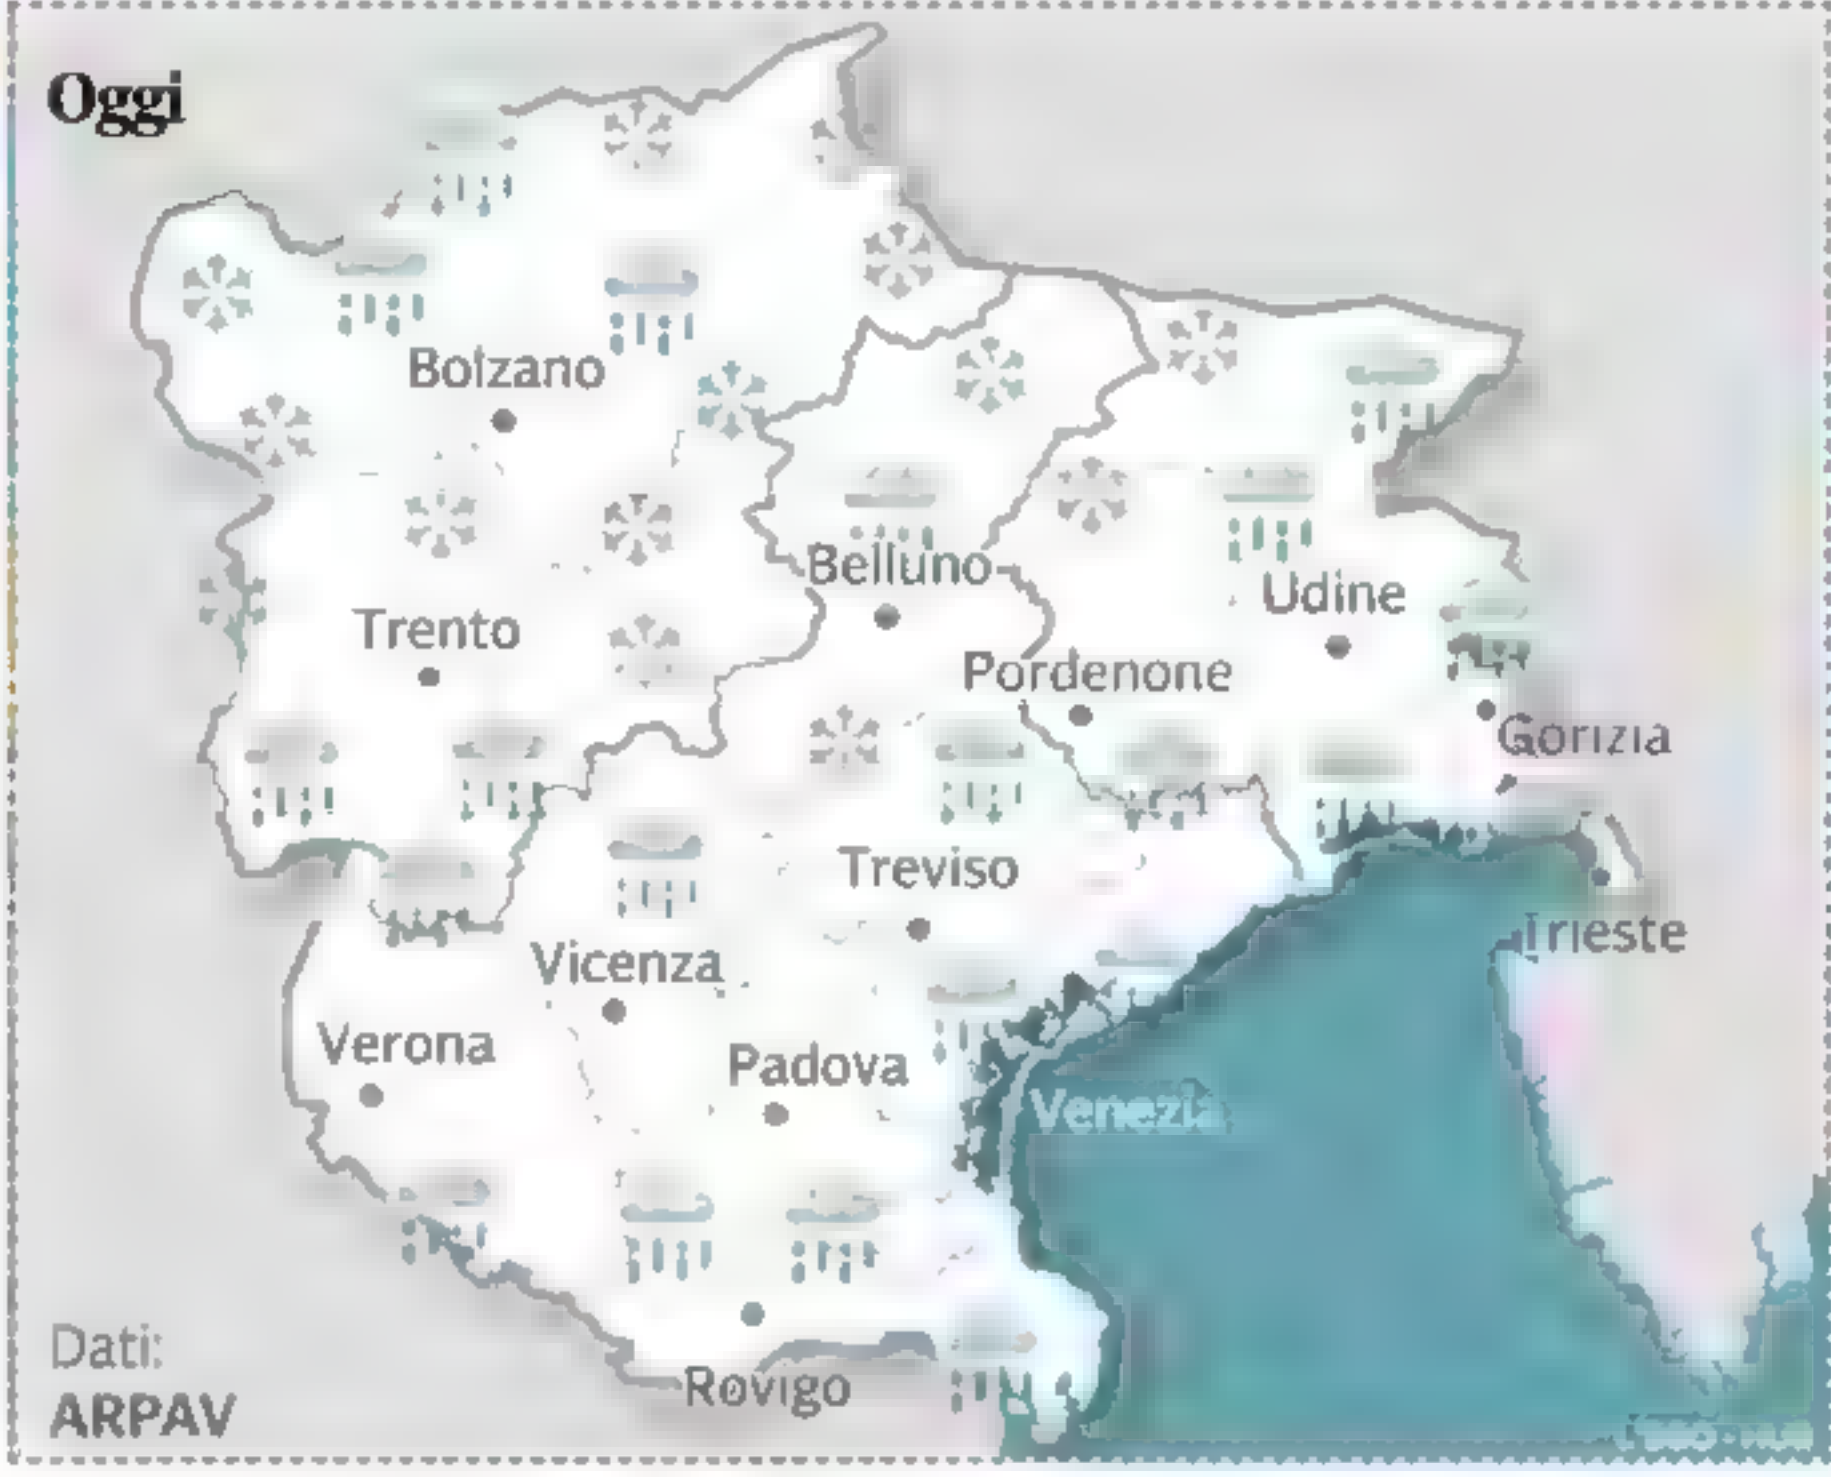 Oggi
Bolzano
Belluno
Udine
Trento
Pordenone
Gorizia
Treviso
Trieste
Vicenza
Verona
Padova
Venezia
Dati:
ARPAV
Rovigo